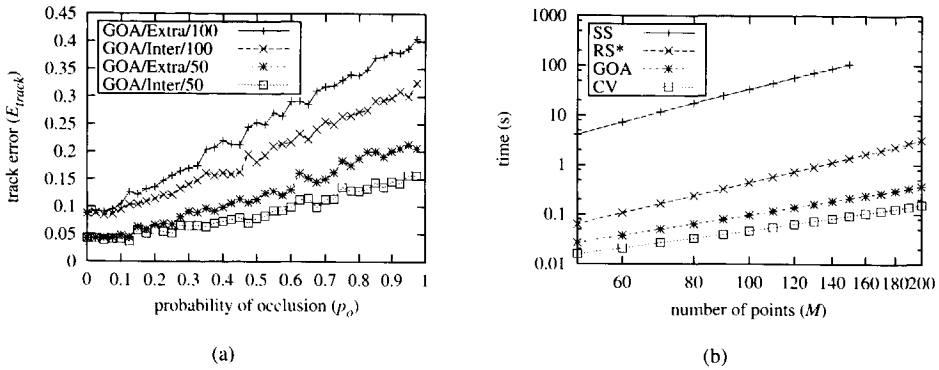 0.45
0.4
0.35
0.3
0.25
0.2
0.15
0.1
0.05
0
track error (E_track)
GOA/Extra/100
GOA/Inter/100
GOA/Extra/50
GOA/Inter/50
0 0.1 0.2 0.3 0.4 0.5 0.6 0.7 0.8 0.9 1
probability of occlusion (p_o)
(a)
1000
100
10
1
0.1
0.01
time (s)
SS
RS*
GOA
CV
60 80 100 120 140 160 180 200
number of points (M)
(b)